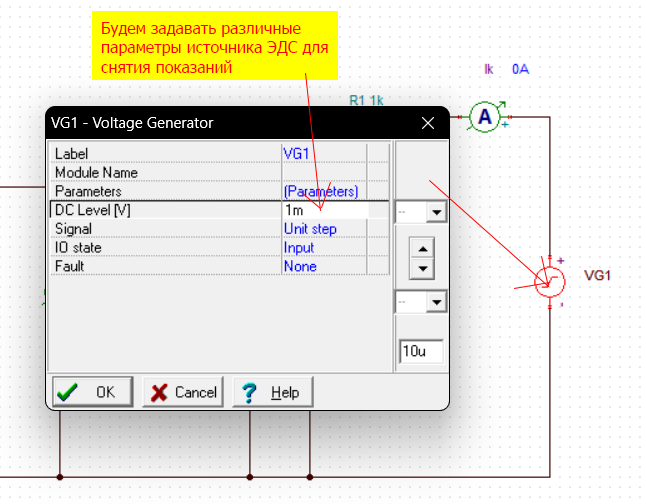 Будем задавать различные
параметры источника ЭДС для
снятия показаний
Ik 0A
R1 1k
A
+
VG1 - Voltage Generator
Label VG1
Module Name
Parameters (Parameters)
DC Level [V] 1m
Signal Unit step
IO state Input
Fault None
--
--
10u
OK Cancel ? Help
+
VG1
-